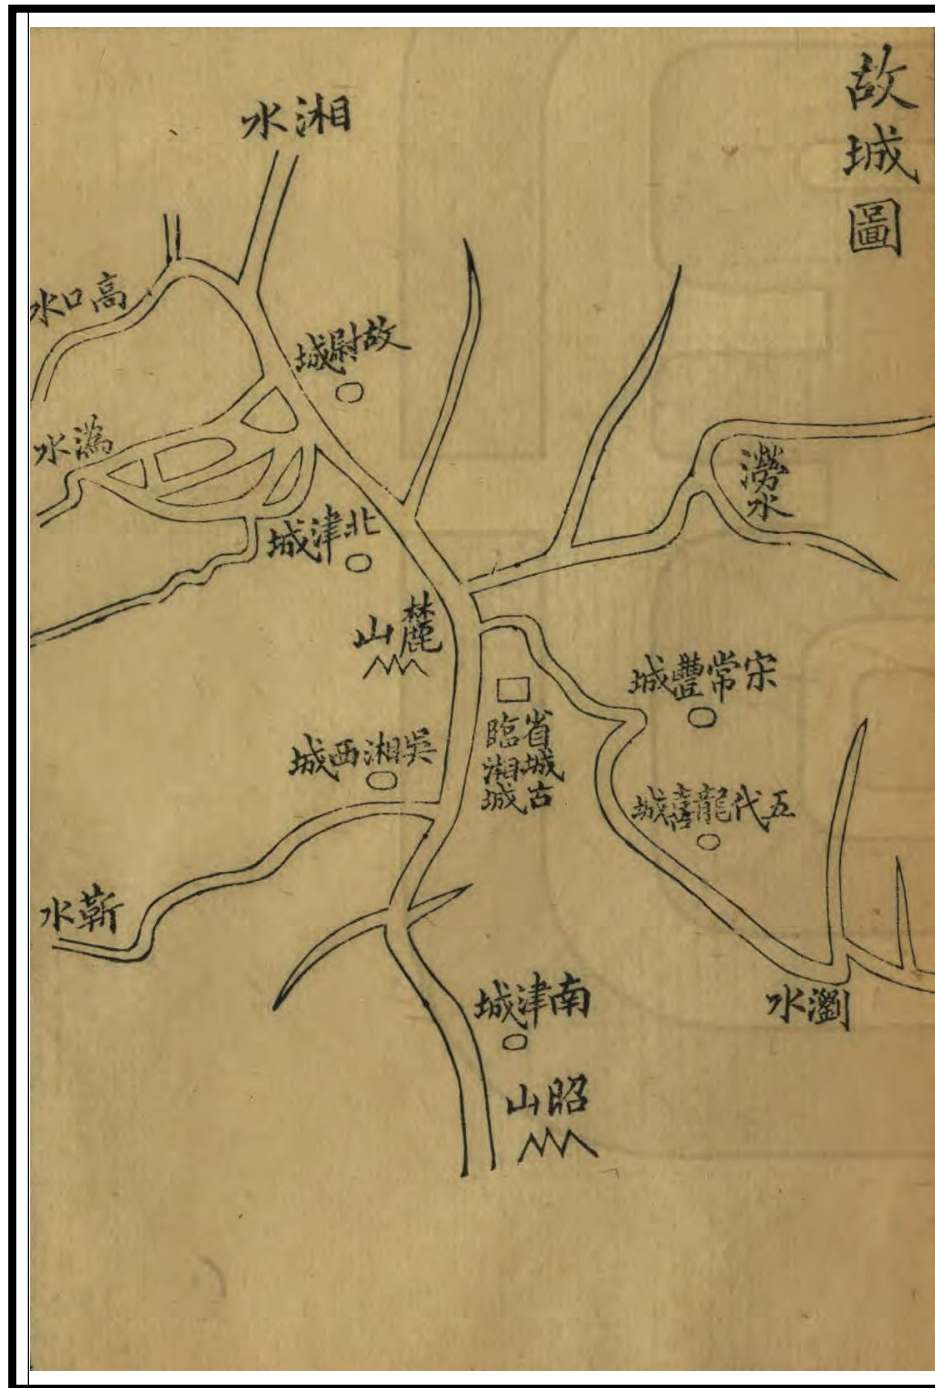 故城圖
湘水
高口水
故尉城
溈水
澇水
北津城
麓山
宋常豐城
省城古
臨湘城
吳湘西城
五代龍喜城
靳水
南津城
瀏水
昭山